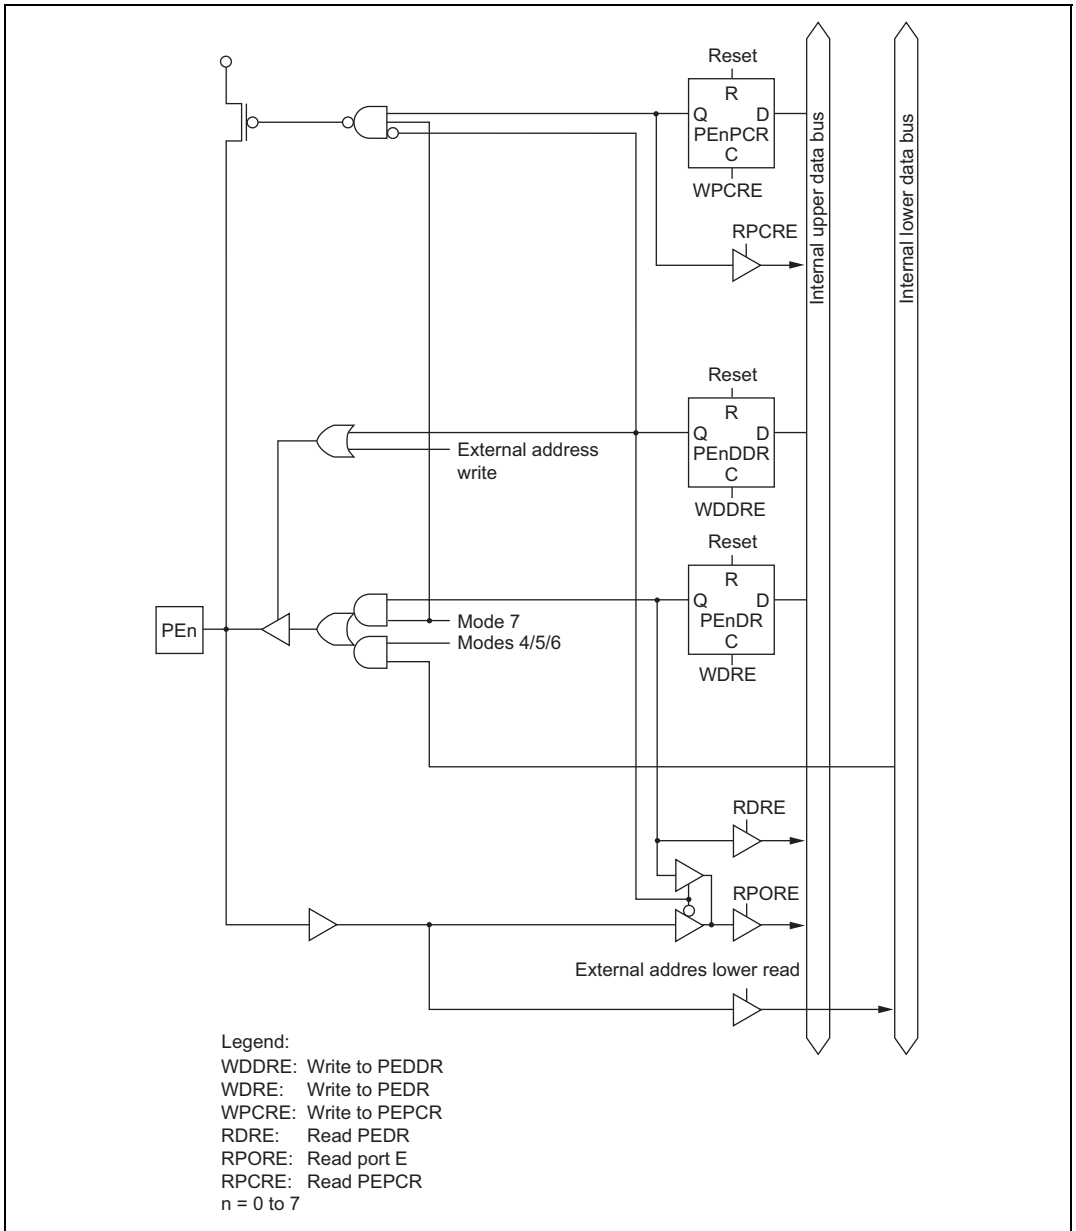 Reset
R
Q D
PEnPCR
C
WPCRE
RPCRE
Internal upper data bus
Internal lower data bus
Reset
R
Q D
PEnDDR
C
WDDRE
External address
write
Reset
R
Q D
PEnDR
C
WDRE
PEn
Mode 7
Modes 4/5/6
RDRE
RPORE
External addres lower read
Legend:
WDDRE: Write to PEDDR
WDRE: Write to PEDR
WPCRE: Write to PEPCR
RDRE: Read PEDR
RPORE: Read port E
RPCRE: Read PEPCR
n = 0 to 7